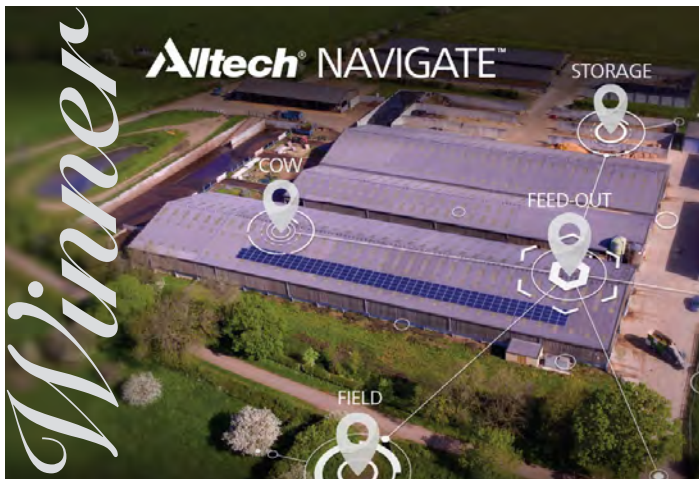 Winner
Alltech® NAVIGATE™
STORAGE
COW
FEED-OUT
FIELD